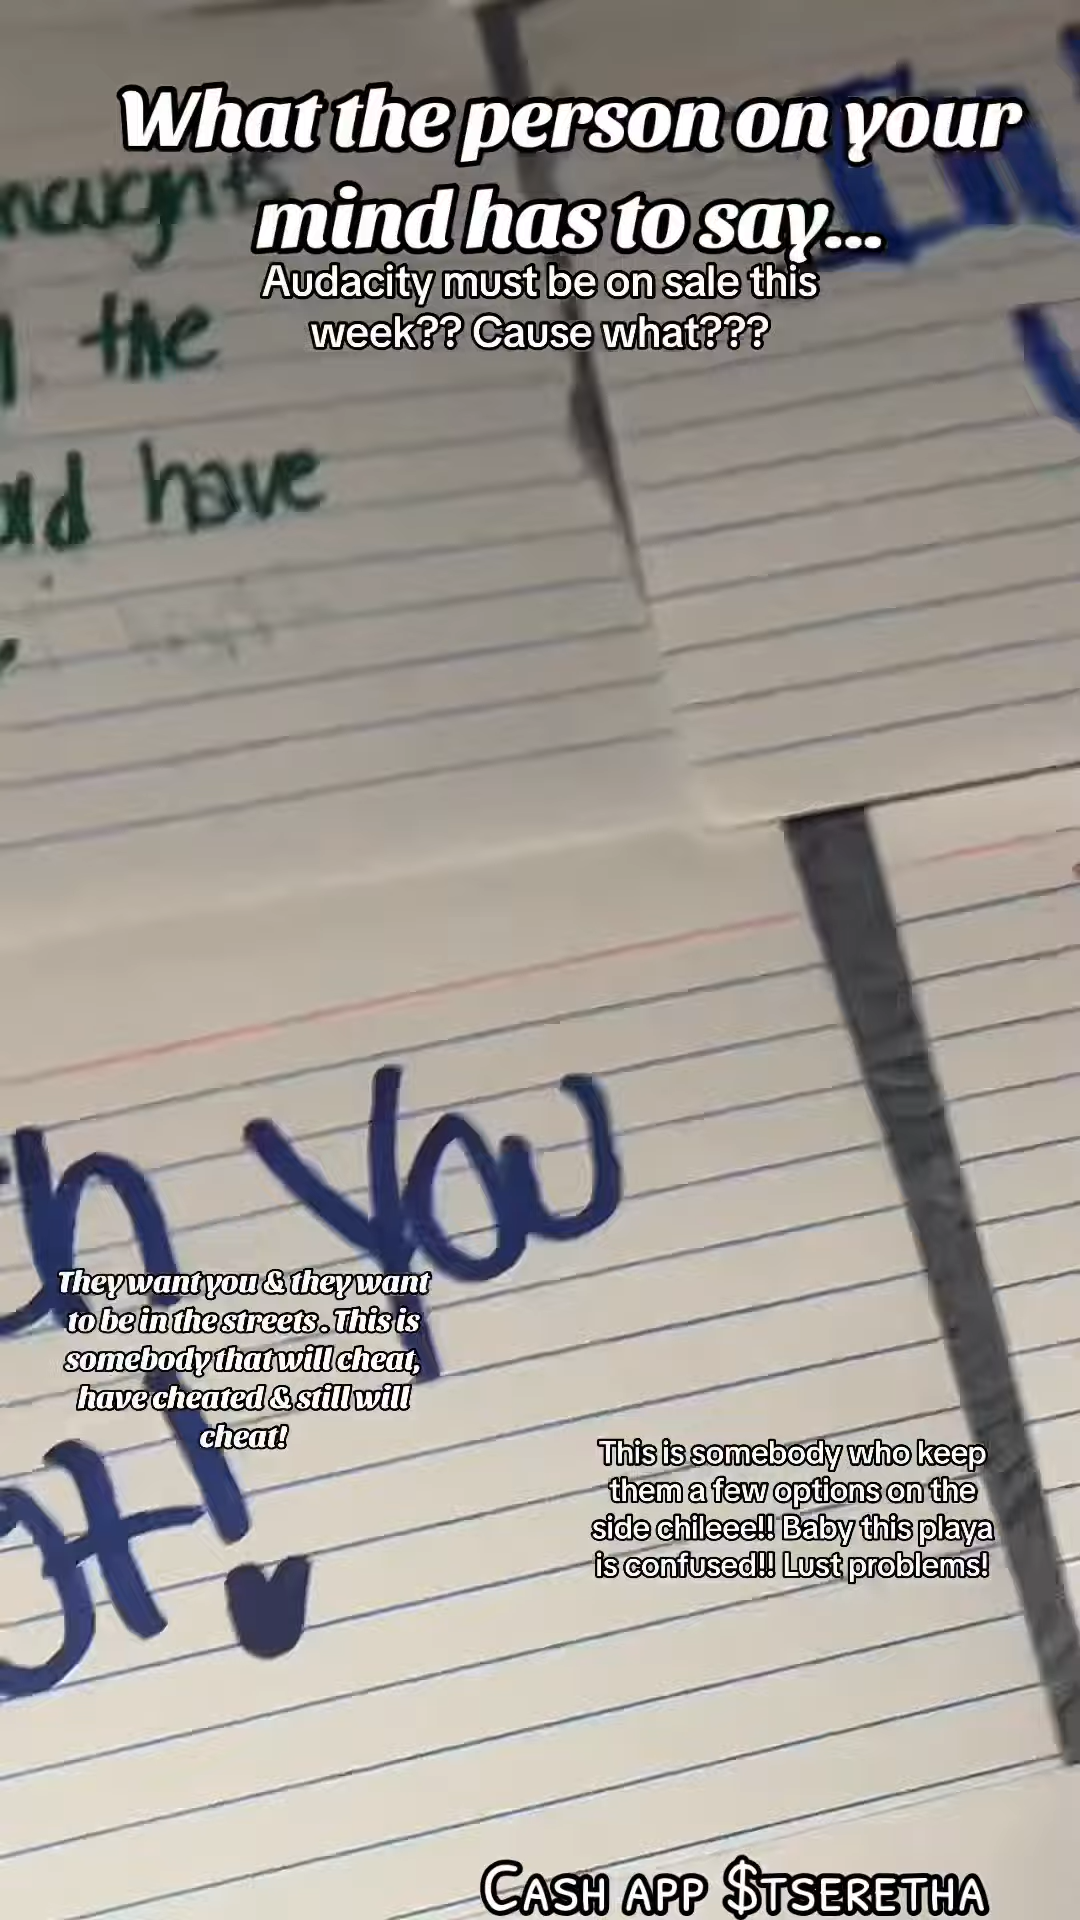 What the person on your
mind has to say...
Audacity must be on sale this
week?? Cause what???
the
have
You
They want you & they want
to be in the streets . This is
somebody that will cheat,
have cheated & still will
cheat!
This is somebody who keep
them a few options on the
side chileee!! Baby this playa
is confused!! Lust problems!
Cash app $tseretha